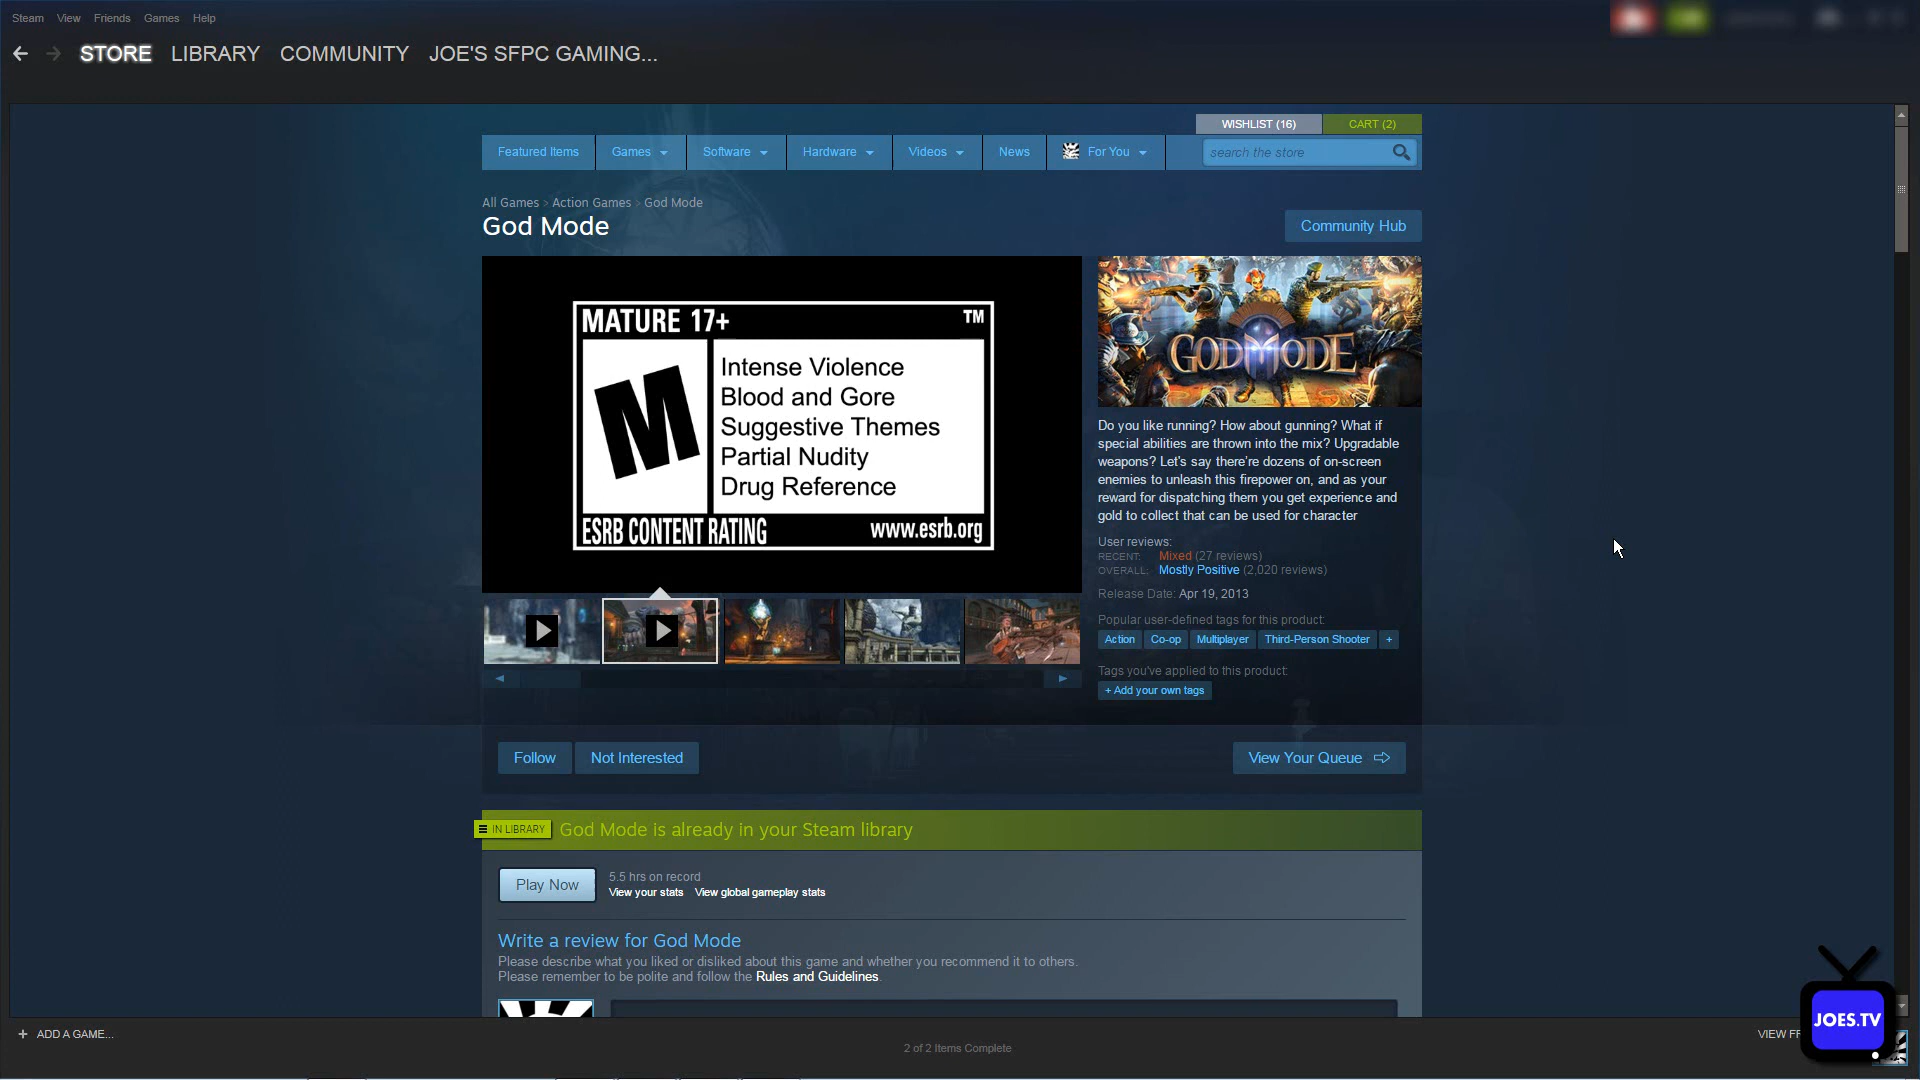 Steam View Friends Games Help
STORE LIBRARY COMMUNITY JOE'S SFPC GAMING...
WISHLIST (16) CART (2)
Featured Items Games Software Hardware Videos News For You search the store
All Games > Action Games > God Mode
God Mode
Community Hub
MATURE 17+ TM
M
Intense Violence
Blood and Gore
Suggestive Themes
Partial Nudity
Drug Reference
ESRB CONTENT RATING www.esrb.org
GODMODE
Do you like running? How about gunning? What if
special abilities are thrown into the mix? Upgradable
weapons? Let's say there're dozens of on-screen
enemies to unleash this firepower on, and as your
reward for dispatching them you get experience and
gold to collect that can be used for character
User reviews:
RECENT: Mixed (27 reviews)
OVERALL: Mostly Positive (2,020 reviews)
Release Date: Apr 19, 2013
Popular user-defined tags for this product:
Action Co-op Multiplayer Third-Person Shooter +
Tags you've applied to this product:
+ Add your own tags
Follow Not Interested View Your Queue
IN LIBRARY God Mode is already in your Steam library
Play Now
5.5 hrs on record
View your stats View global gameplay stats
Write a review for God Mode
Please describe what you liked or disliked about this game and whether you recommend it to others.
Please remember to be polite and follow the Rules and Guidelines.
+ ADD A GAME...
2 of 2 Items Complete
VIEW FR
JOES.TV